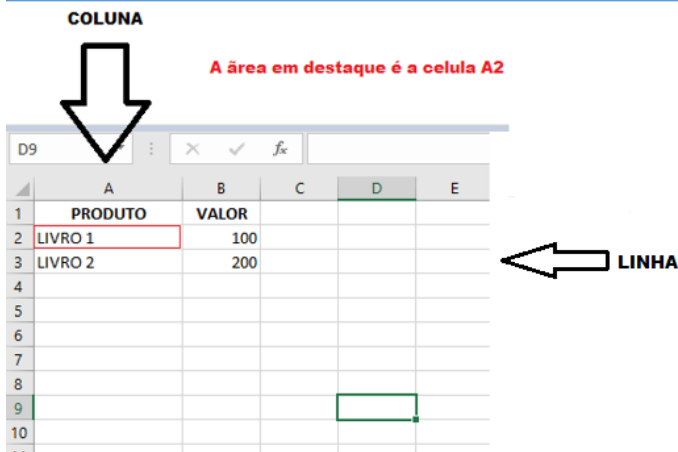 COLUNA
A ãrea em destaque é a celula A2
D9 fx
A B C D E
1 PRODUTO VALOR
2 LIVRO 1 100
3 LIVRO 2 200
LINHA
4
5
6
7
8
9
10